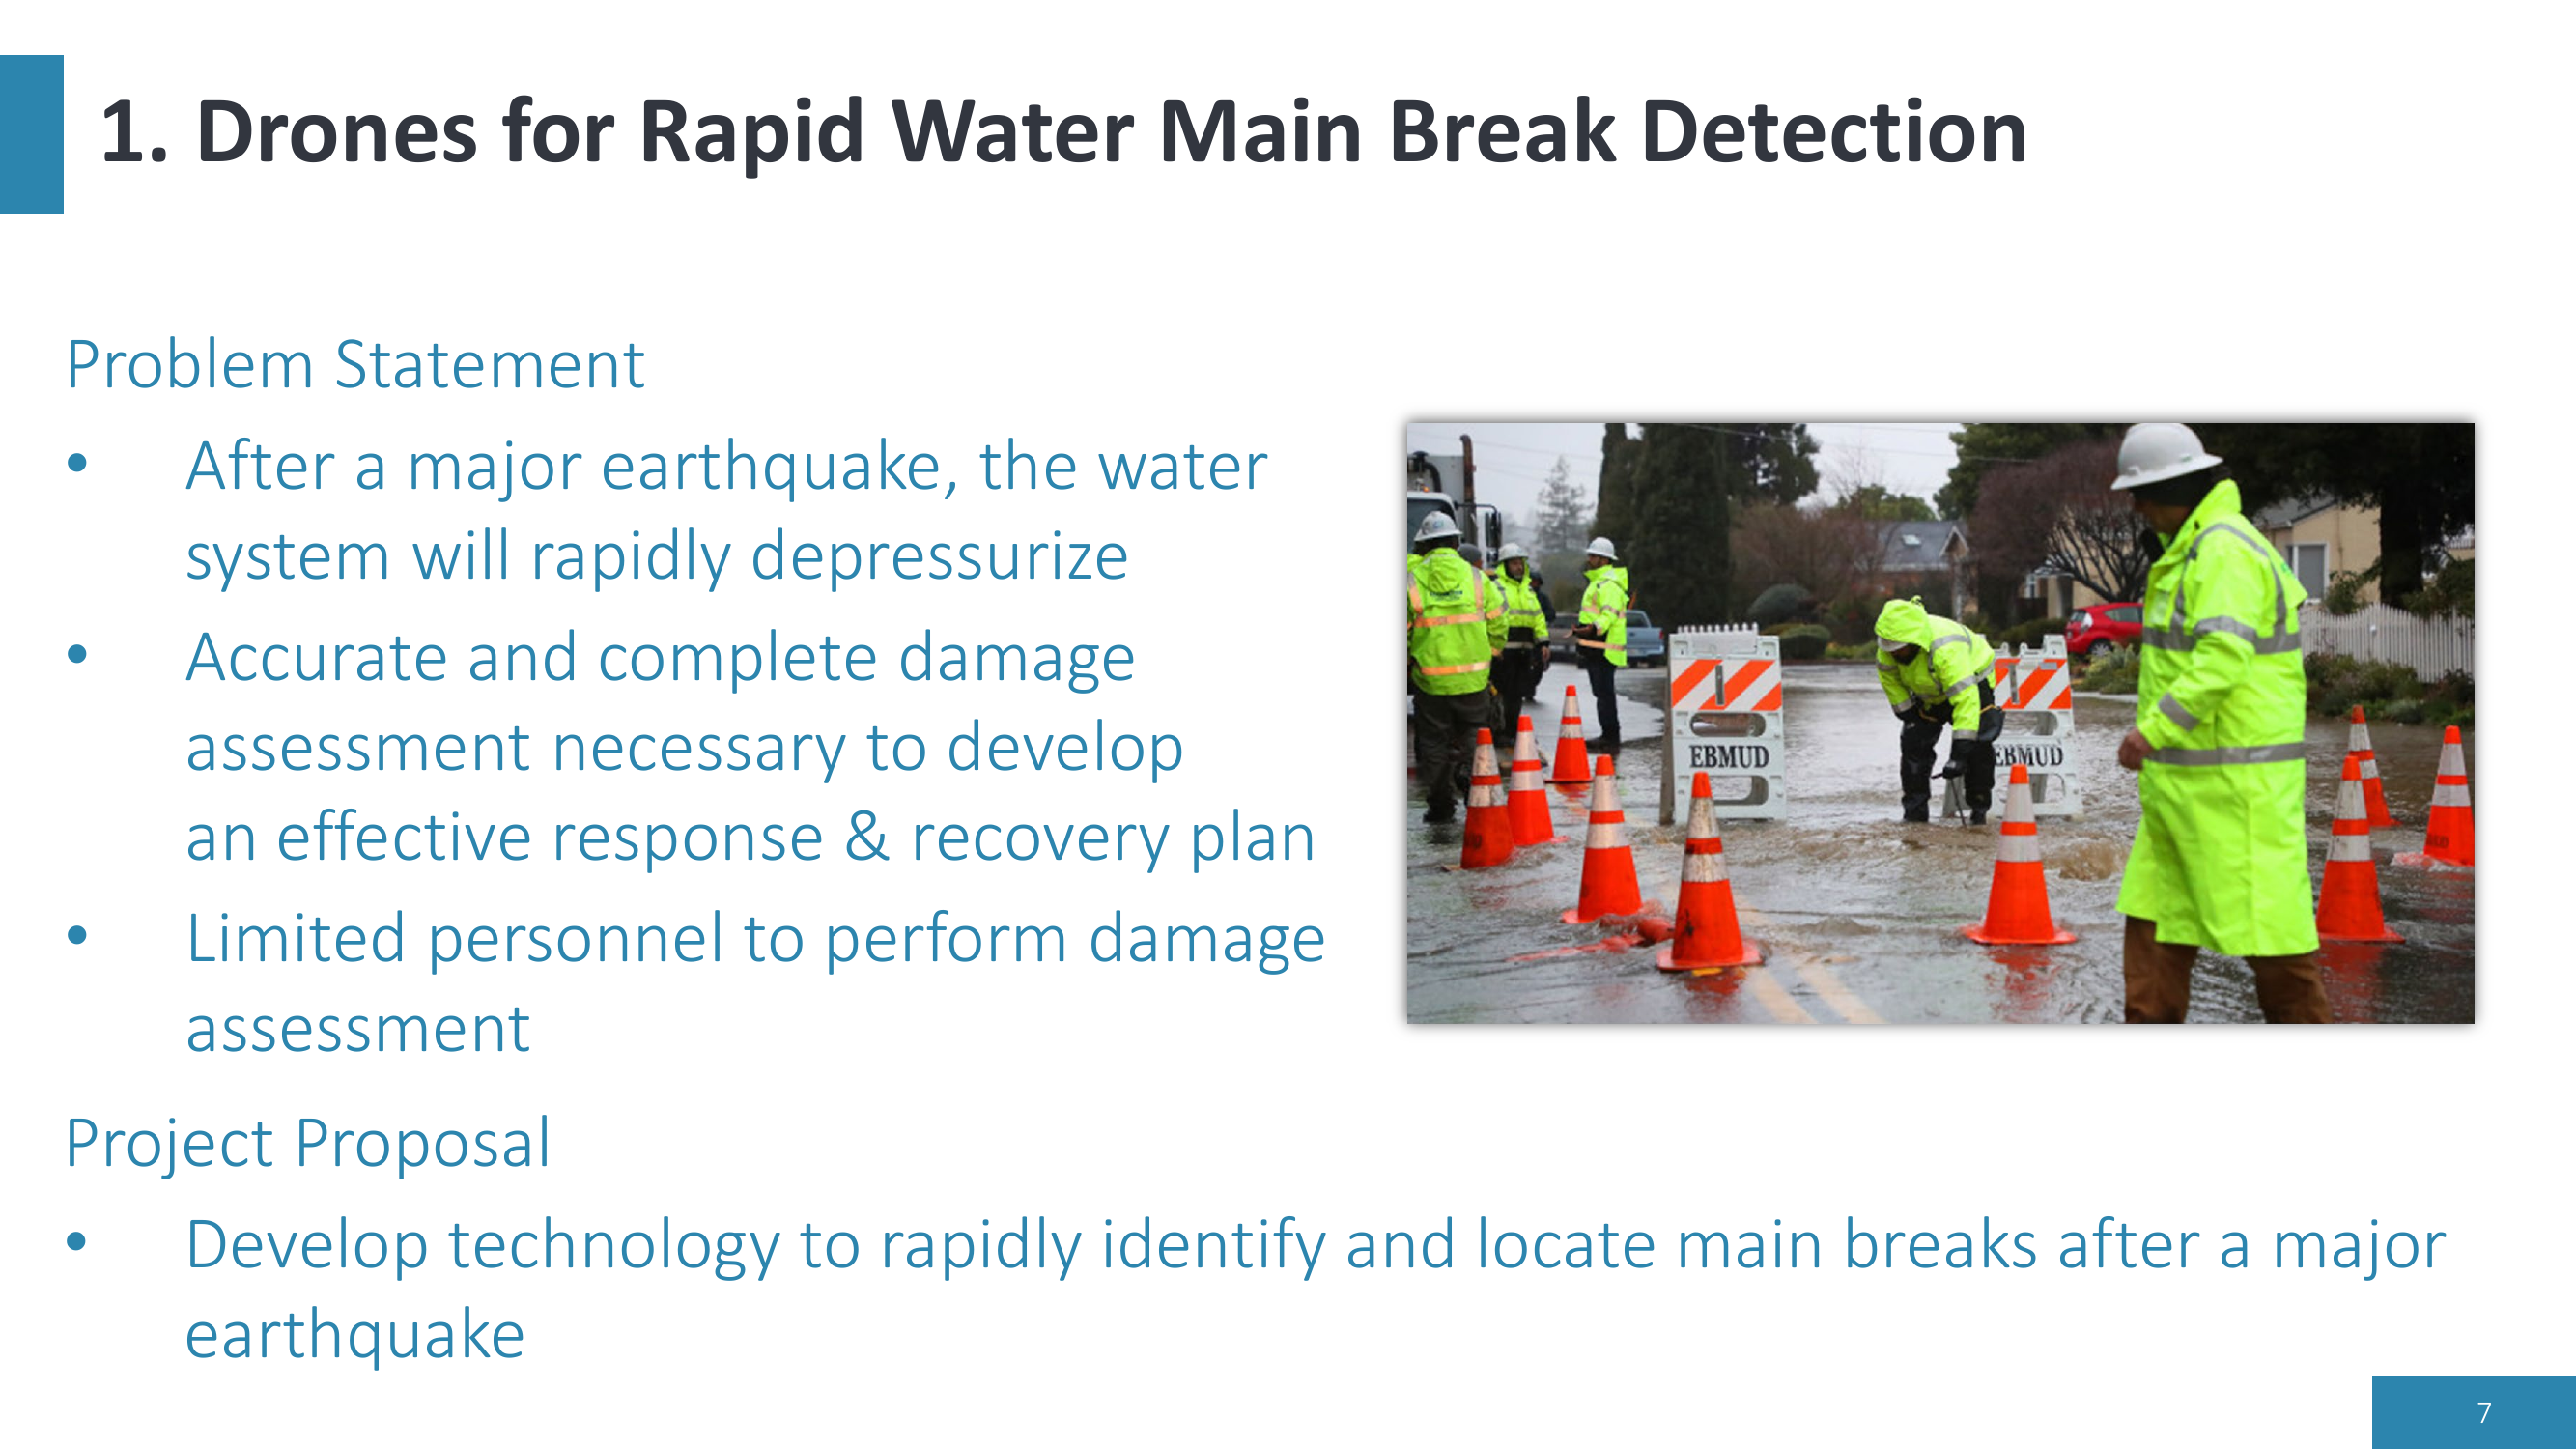 1. Drones for Rapid Water Main Break Detection
Problem Statement
• After a major earthquake, the water
system will rapidly depressurize
• Accurate and complete damage
assessment necessary to develop
an effective response & recovery plan
• Limited personnel to perform damage
assessment
EBMUD
EBMUD
Project Proposal
• Develop technology to rapidly identify and locate main breaks after a major
earthquake
7